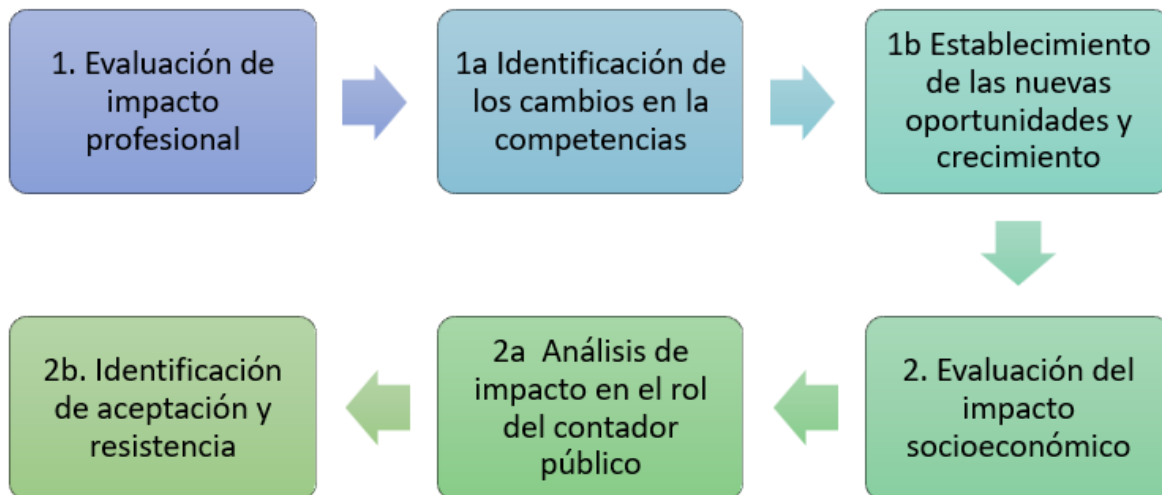 1. Evaluación de
impacto
profesional
1a Identificación de
los cambios en la
competencias
1b Establecimiento
de las nuevas
oportunidades y
crecimiento
2. Evaluación del
impacto
socioeconómico
2a Análisis de
impacto en el rol
del contador
público
2b. Identificación
de aceptación y
resistencia